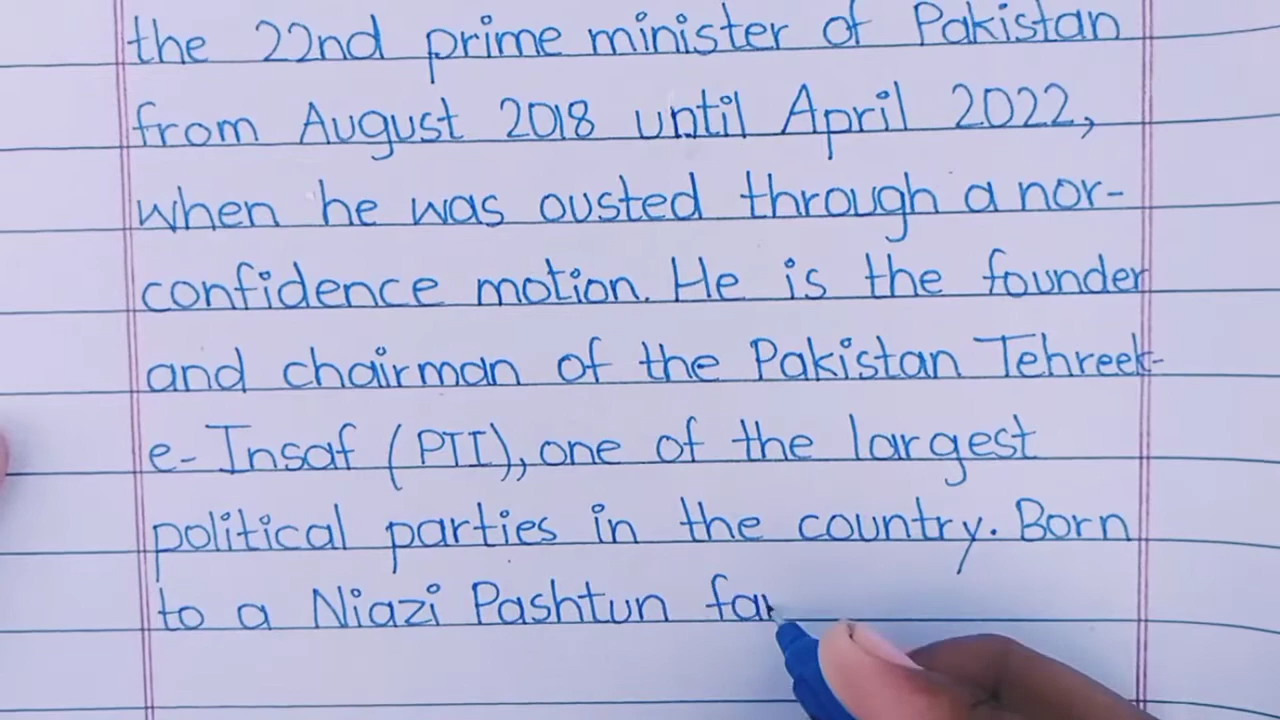 the 22nd prime minister of Pakistan
from August 2018 until April 2022,
when he was ousted through a nor-
confidence motion. He is the founder
and chairman of the Pakistan Tehreek-
e- Insaf (PTI), one of the largest
political parties in the country. Born
to a Niazi Pashtun